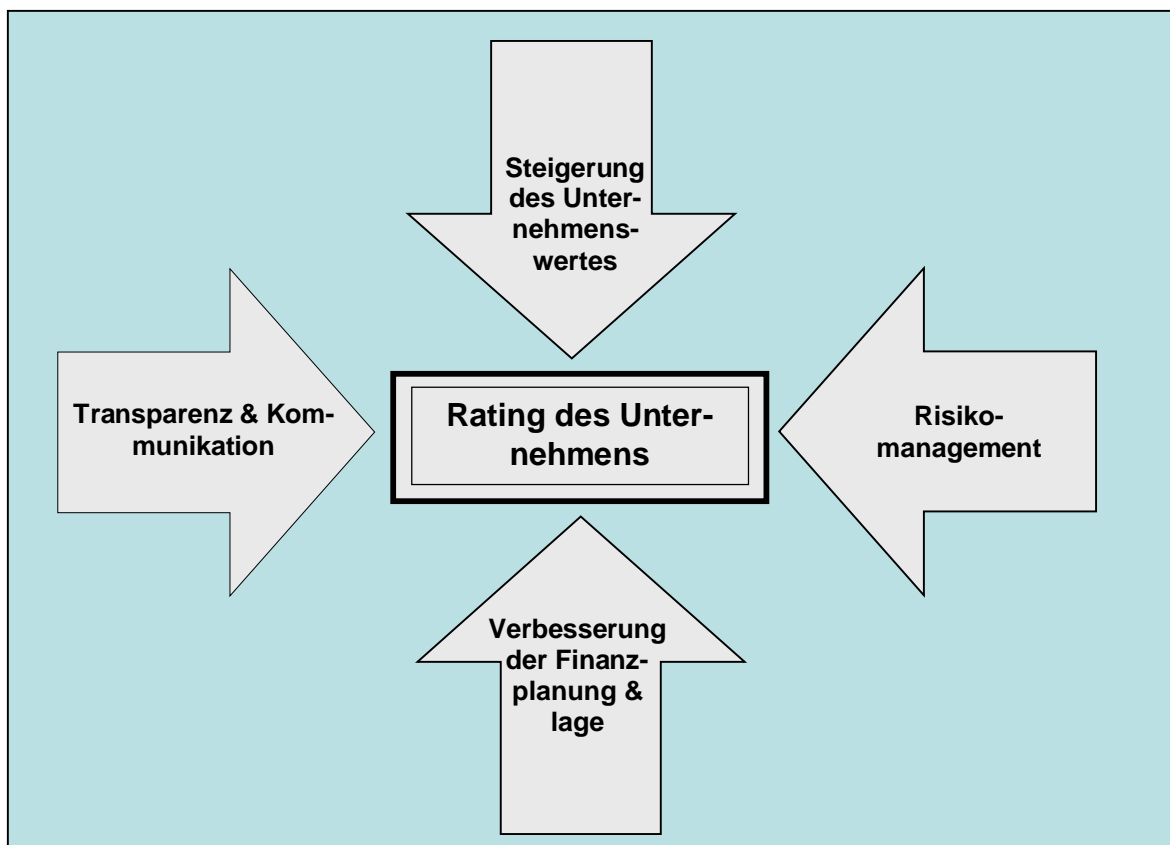 Steigerung
des Unter-
nehmens-
wertes
Transparenz & Kom-
munikation
Rating des Unter-
nehmens
Risiko-
management
Verbesserung
der Finanz-
planung &
lage